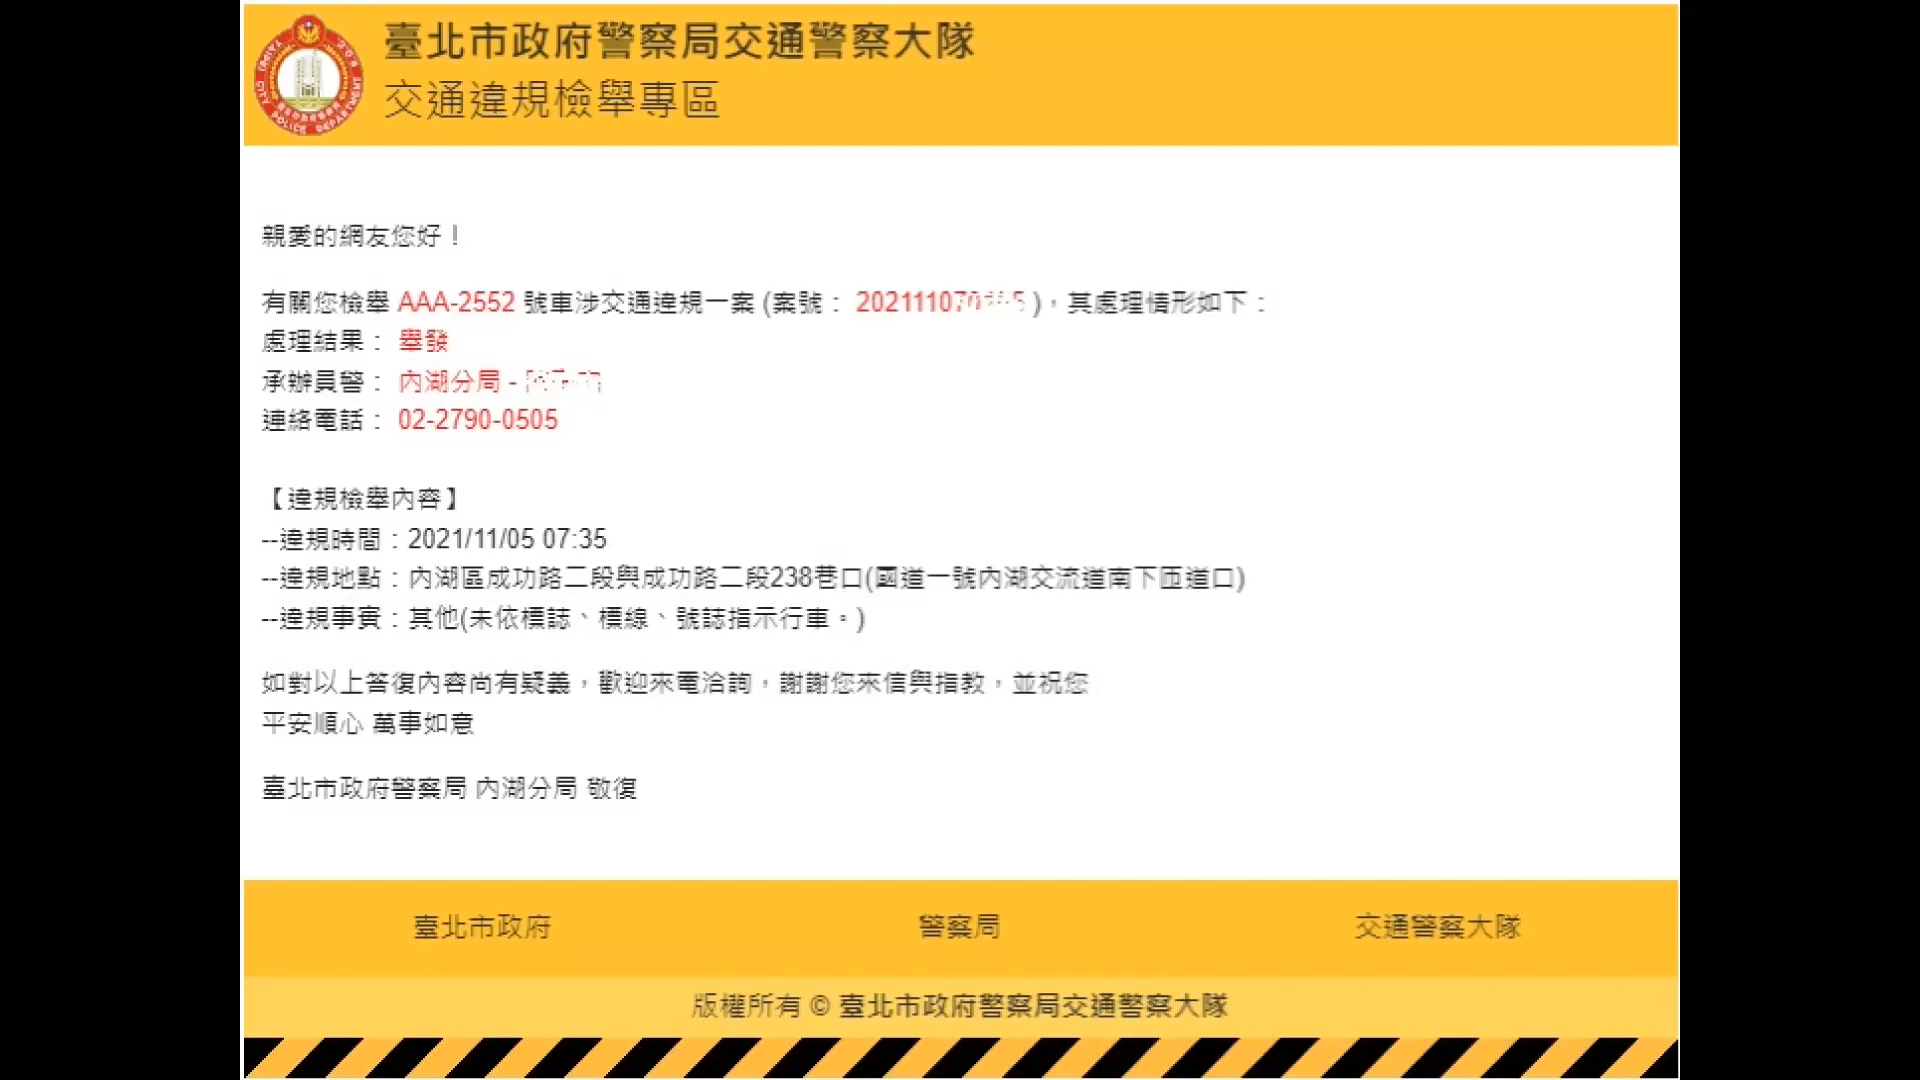 臺北市政府警察局交通警察大隊
交通違規檢舉專區
親愛的網友您好！
有關您檢舉 AAA-2552 號車涉交通違規一案 (案號： 202111070 )，其處理情形如下：
處理結果： 舉發
承辦員警： 內湖分局 -
連絡電話： 02-2790-0505
【違規檢舉內容】
--違規時間：2021/11/05 07:35
--違規地點：內湖區成功路二段與成功路二段238巷口(國道一號內湖交流道南下匝道口)
--違規事實：其他(未依標誌、標線、號誌指示行車。)
如對以上答復內容尚有疑義，歡迎來電洽詢，謝謝您來信與指教，並祝您
平安順心 萬事如意
臺北市政府警察局 內湖分局 敬復
臺北市政府 警察局 交通警察大隊
版權所有 © 臺北市政府警察局交通警察大隊